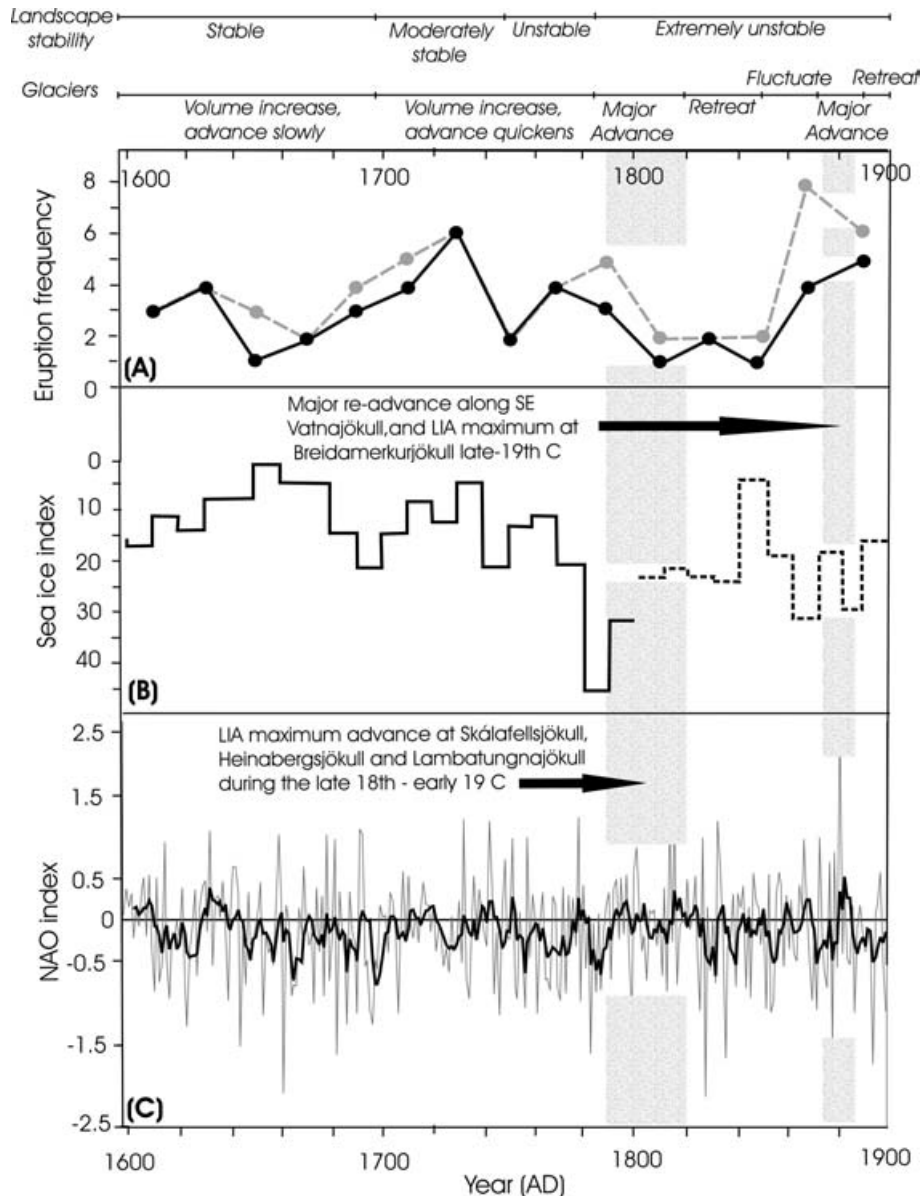 Landscape
stability
Stable
Moderately
stable
Unstable
Extremely unstable
Glaciers
Fluctuate
Retreat
Volume increase,
advance slowly
Volume increase,
advance quickens
Major
Advance
Retreat
Major
Advance
1600
1700
1800
1900
Eruption frequency
8
6
4
2
0
(A)
Major re-advance along SE
Vatnajökull,and LIA maximum at
Breidamerkurjökull late-19th C
Sea ice index
0
10
20
30
40
(B)
LIA maximum advance at Skálafellsjökull,
Heinabergsjökull and Lambatungnajökull
during the late 18th - early 19 C
NAO index
2.5
1.5
0.5
0
-0.5
-1.5
-2.5
(C)
1600
1700
1800
1900
Year (AD)